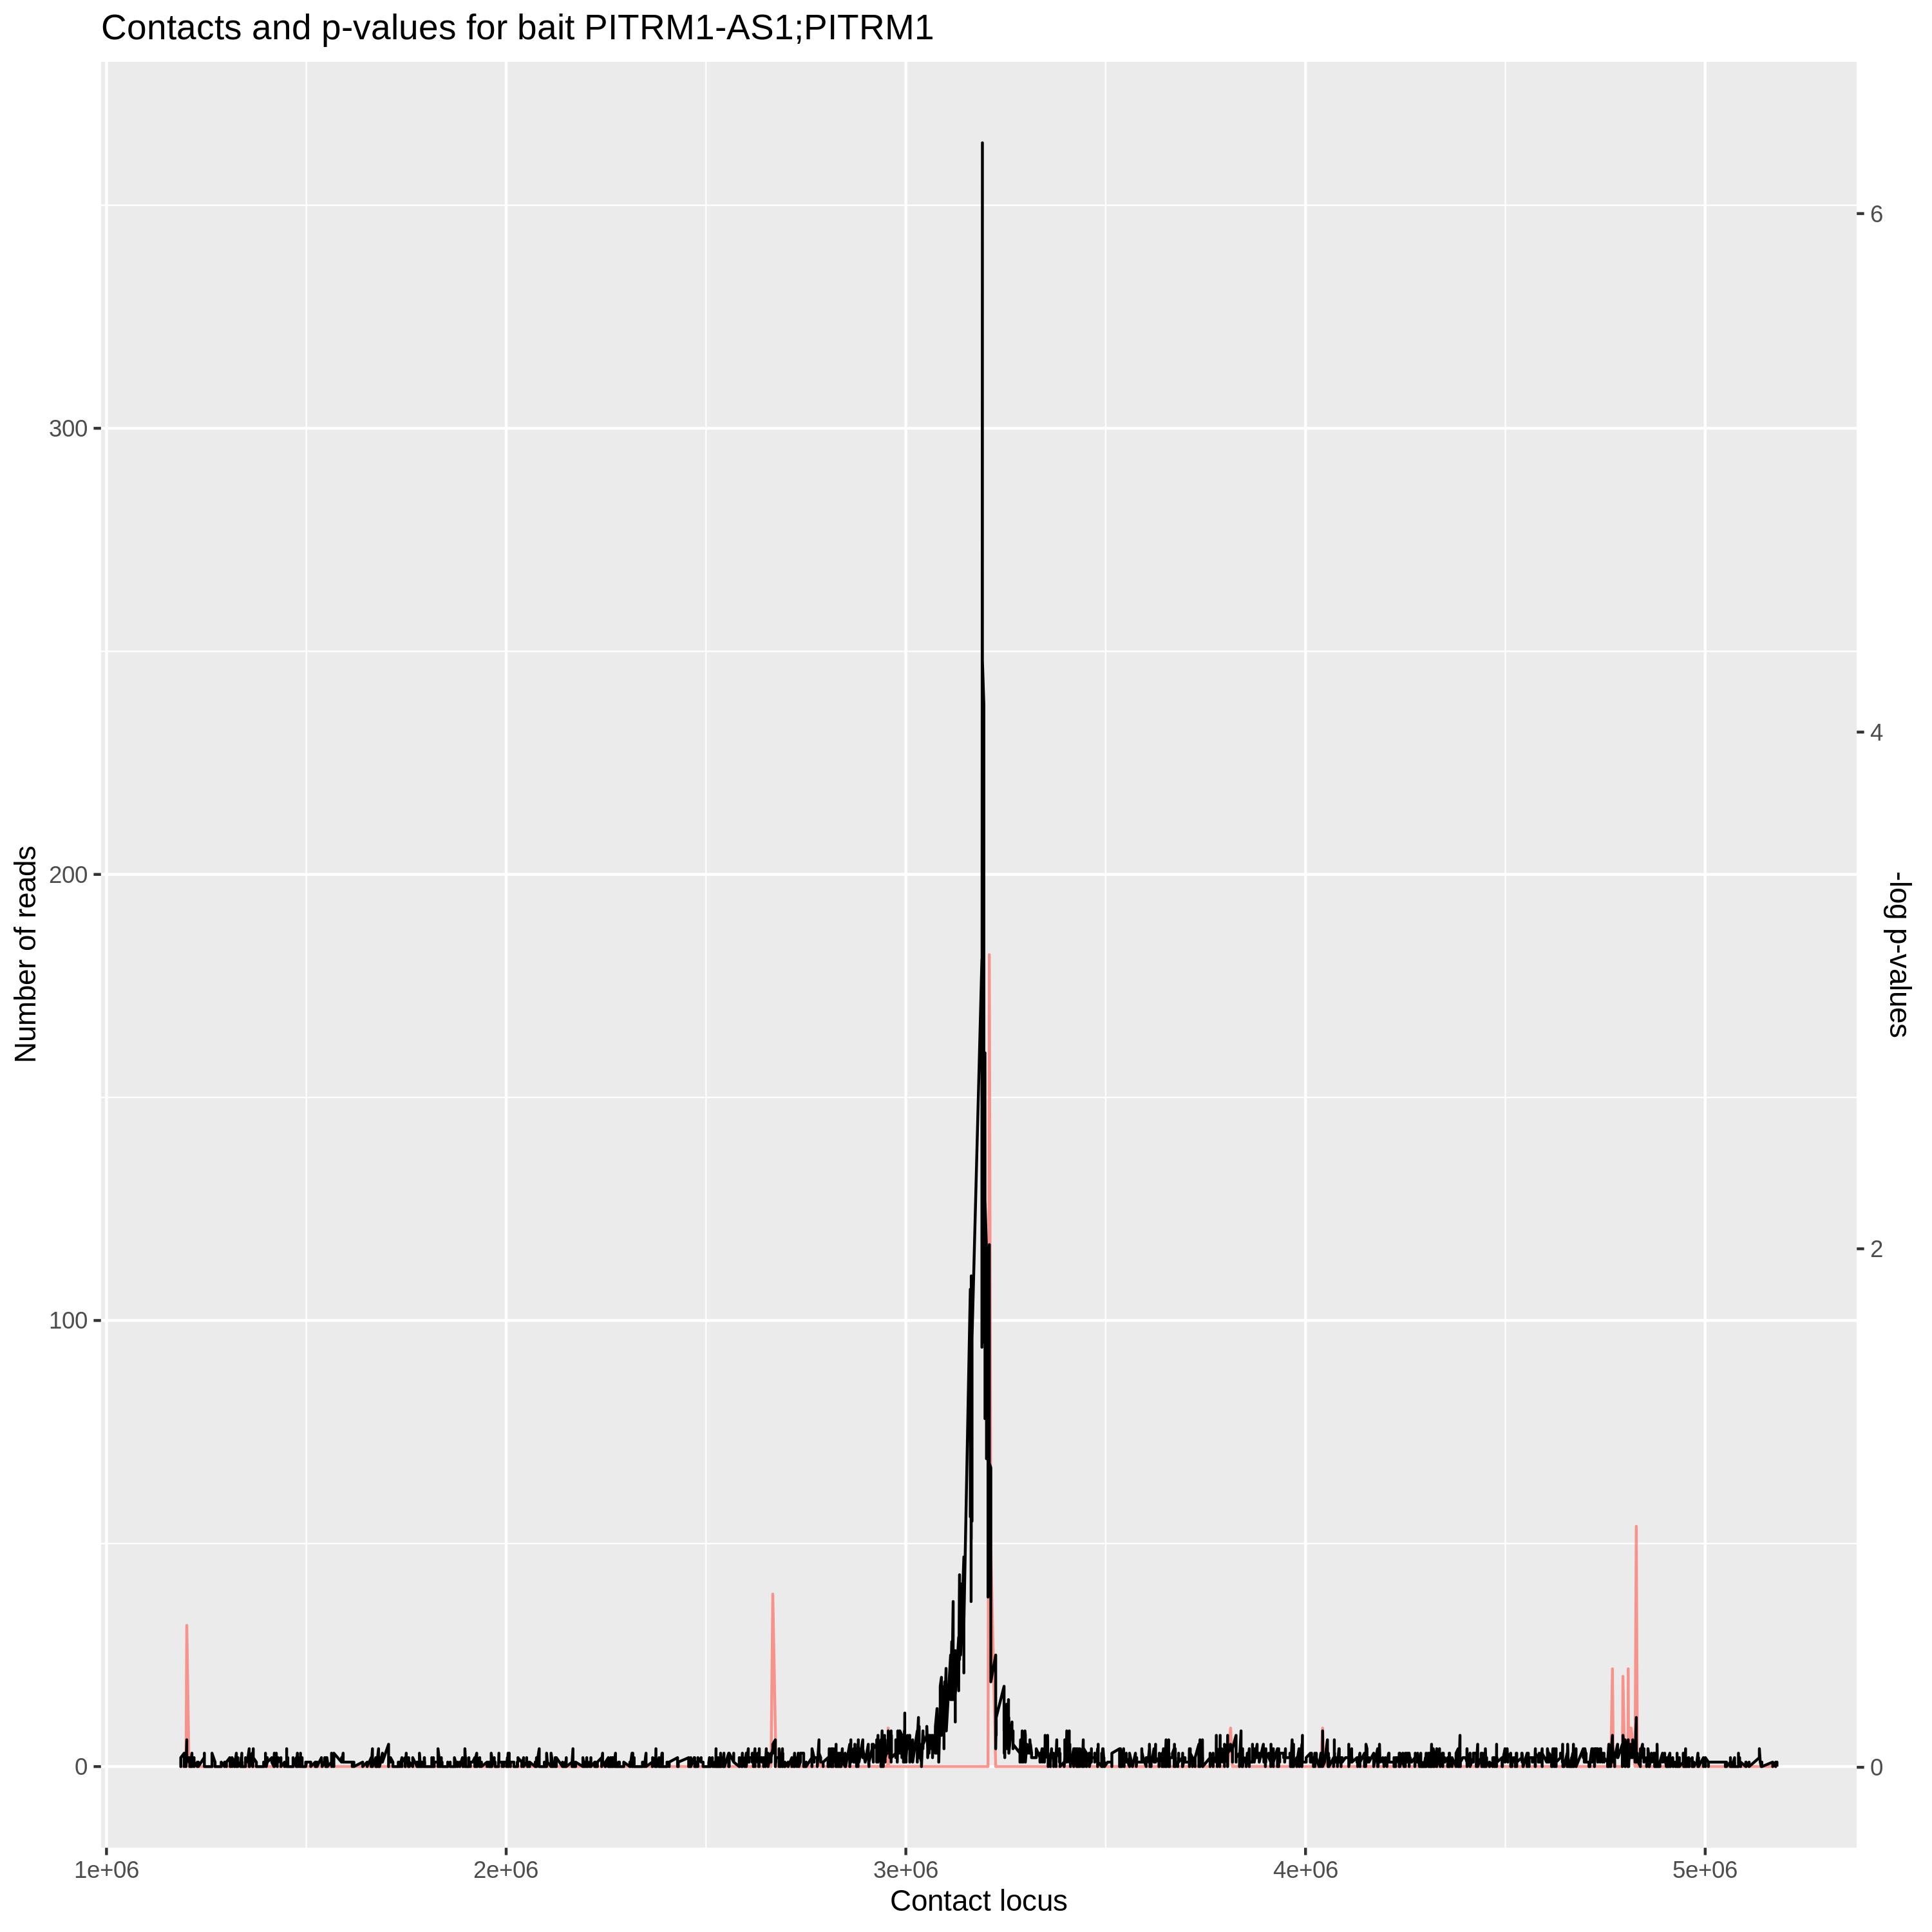 Contacts and p-values for bait PITRM1-AS1;PITRM1
Number of reads
300
200
100
0
6
4
2
0
-log p-values
1e+06
2e+06
3e+06
4e+06
5e+06
Contact locus